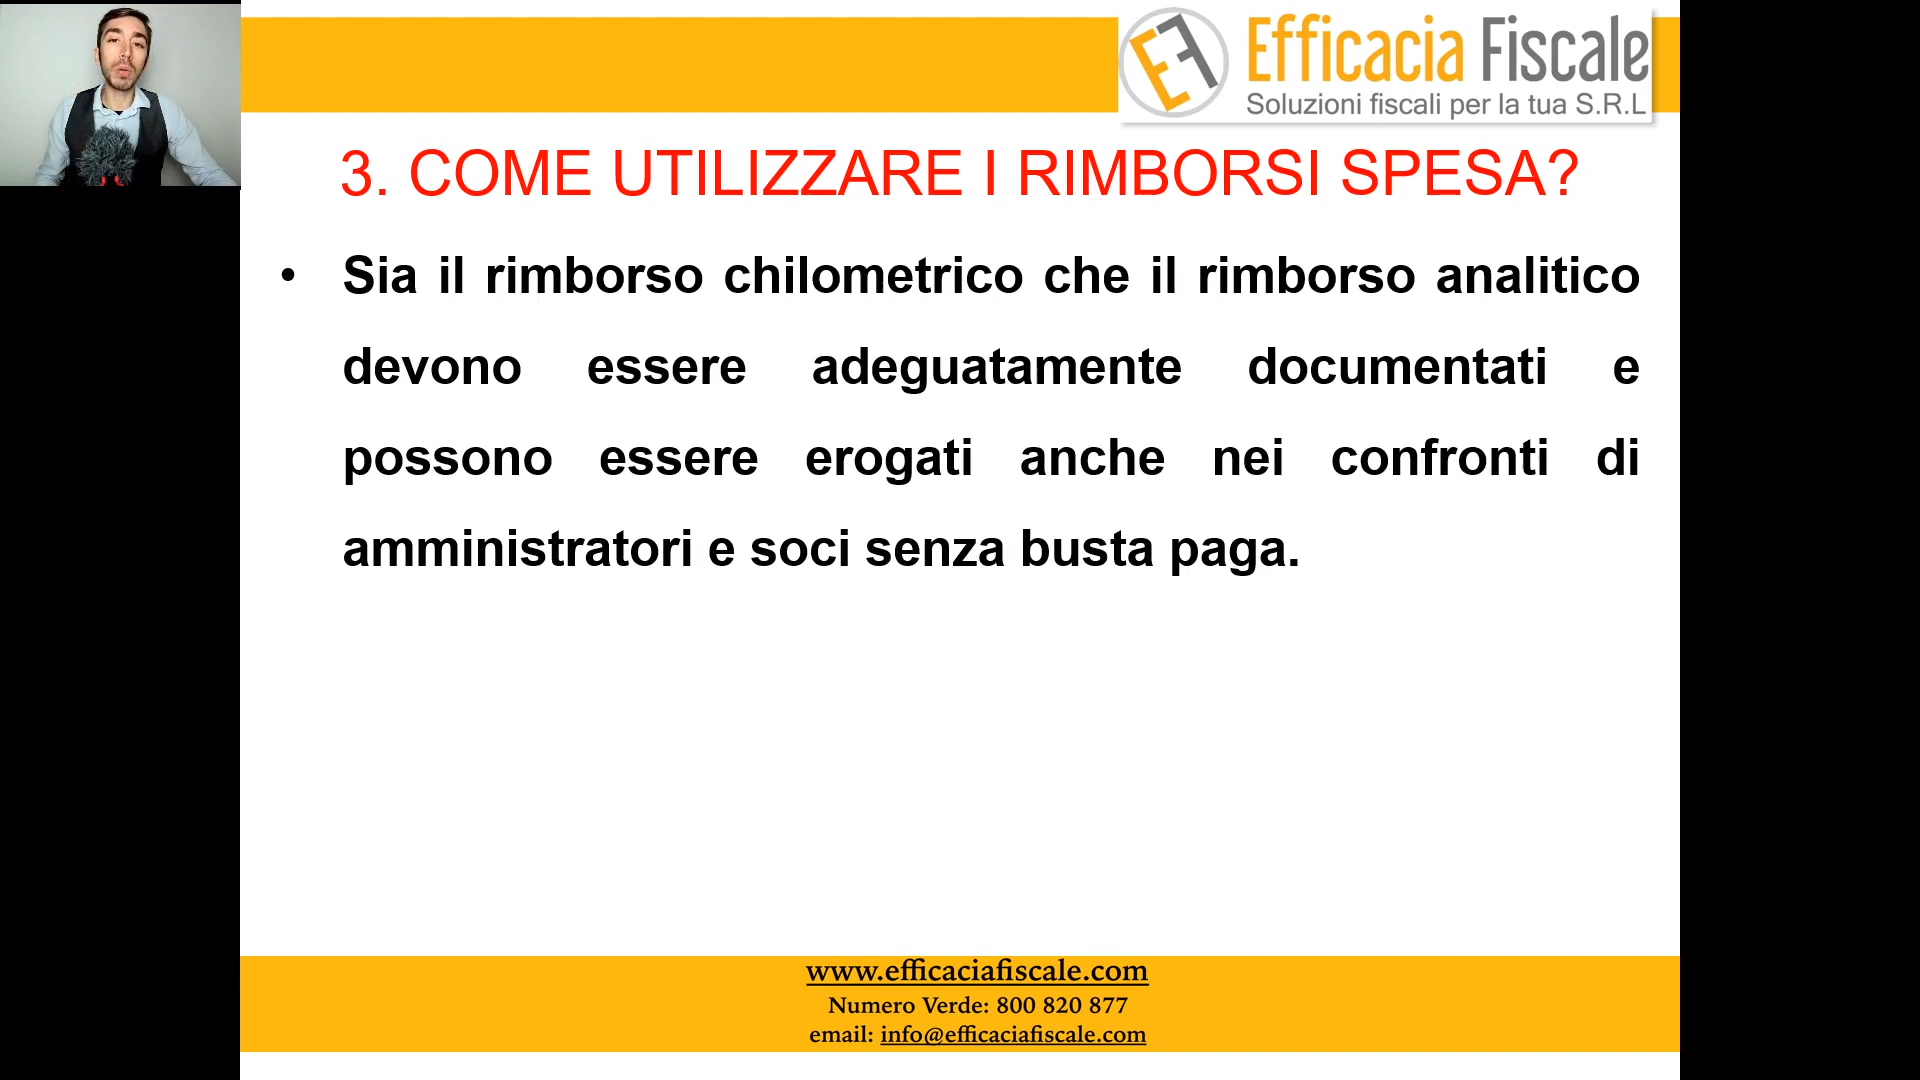 EF
Efficacia Fiscale
Soluzioni fiscali per la tua S.R.L
3. COME UTILIZZARE I RIMBORSI SPESA?
• Sia il rimborso chilometrico che il rimborso analitico
devono essere adeguatamente documentati e
possono essere erogati anche nei confronti di
amministratori e soci senza busta paga.
www.efficaciafiscale.com
Numero Verde: 800 820 877
email: info@efficaciafiscale.com